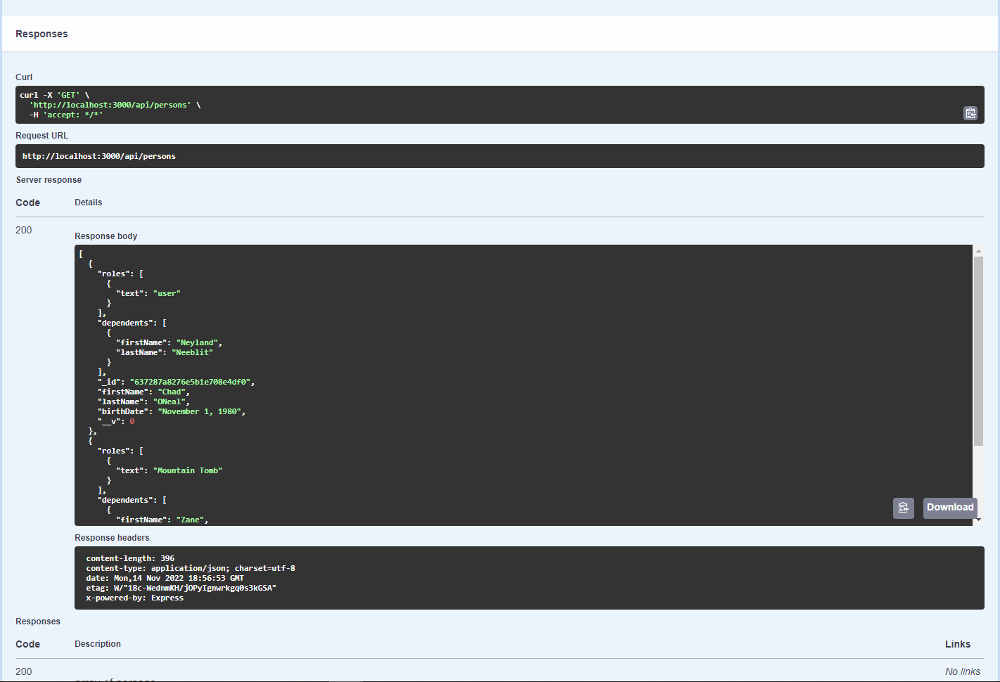 Responses
Curl
curl -X 'GET' \
  'http://localhost:3000/api/persons' \
  -H 'accept: */*'
Request URL
http://localhost:3000/api/persons
Server response
Code Details
200
Response body
[
  {
    "roles": [
      {
        "text": "user"
      }
    ],
    "dependents": [
      {
        "firstName": "Neyland",
        "lastName": "Neeblit"
      }
    ],
    "_id": "637287a8276e5b1e708e4df0",
    "firstName": "Chad",
    "lastName": "ONeal",
    "birthDate": "November 1, 1980",
    "__v": 0
  },
  {
    "roles": [
      {
        "text": "Mountain Tomb"
      }
    ],
    "dependents": [
      {
        "firstName": "Zane",
Download
Response headers
content-length: 396
content-type: application/json; charset=utf-8
date: Mon,14 Nov 2022 18:56:53 GMT
etag: W/"18c-WednmKH/jOPyIgnwrkgq0s3kGSA"
x-powered-by: Express
Responses
Code Description Links
200 No links
array of persons